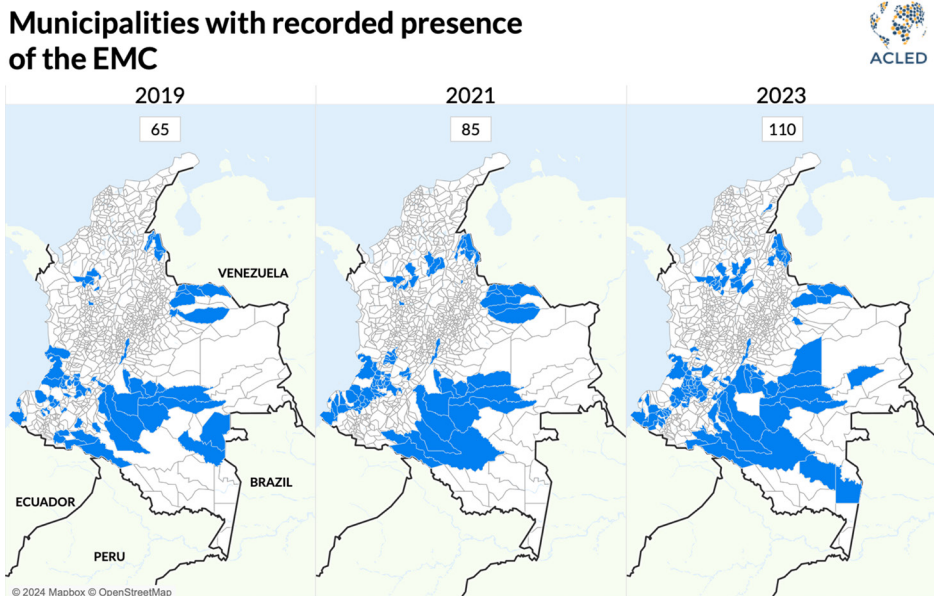 Municipalities with recorded presence
of the EMC
ACLED
2019
2021
2023
65
85
110
VENEZUELA
BRAZIL
ECUADOR
PERU
© 2024 Mapbox © OpenStreetMap